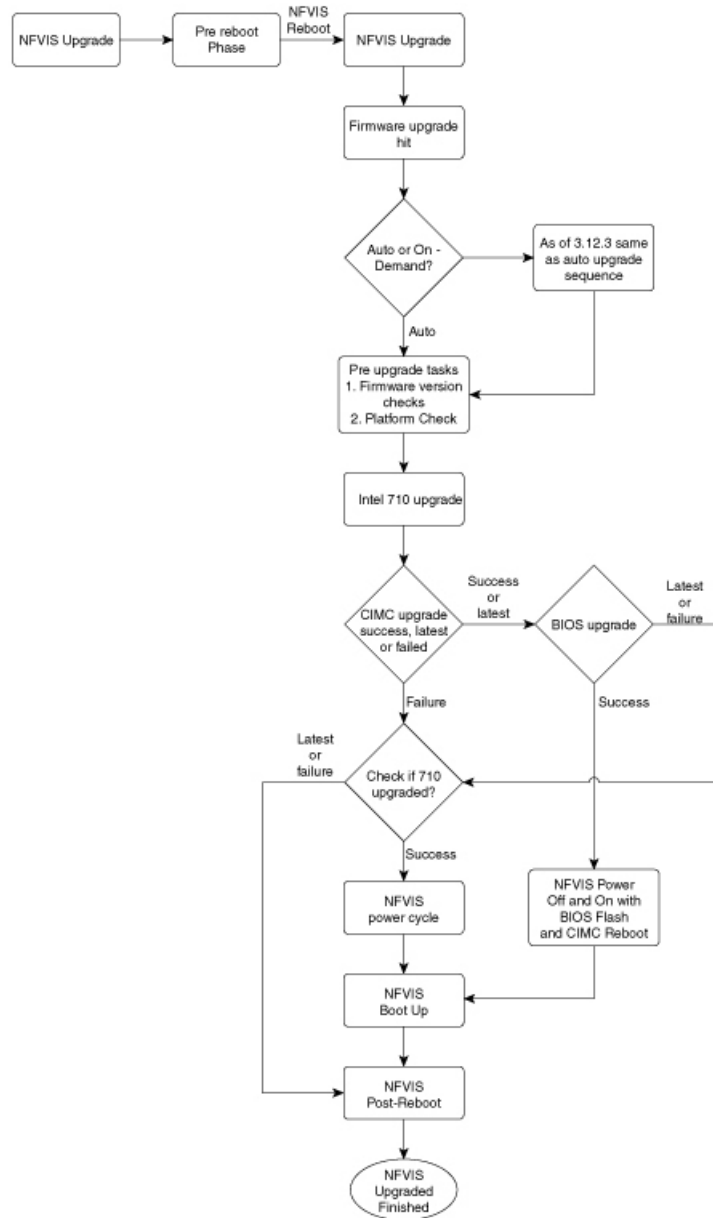 NFVIS Upgrade
Pre reboot
Phase
NFVIS
Reboot
NFVIS Upgrade
Firmware upgrade
hit
Auto or On -
Demand?
As of 3.12.3 same
as auto upgrade
sequence
Auto
Pre upgrade tasks
1. Firmware version
checks
2. Platform Check
Intel 710 upgrade
CIMC upgrade
success, latest
or failed
Success
or
latest
BIOS upgrade
Latest
or
failure
Failure
Success
Latest
or
failure
Check if 710
upgraded?
Success
NFVIS
power cycle
NFVIS Power
Off and On with
BIOS Flash
and CIMC Reboot
NFVIS
Boot Up
NFVIS
Post-Reboot
NFVIS
Upgraded
Finished